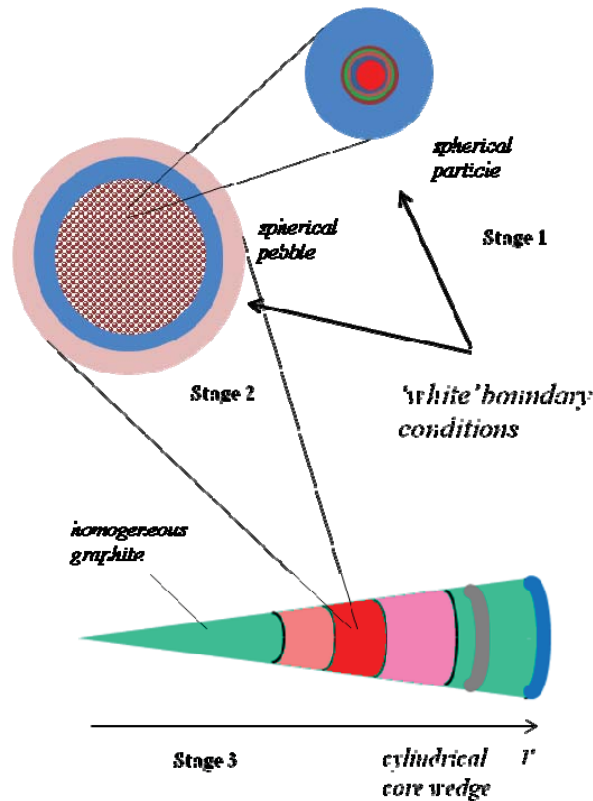 spherical
particle
Stage 1
spherical
pebble
Stage 2
'white' boundary
conditions
homogeneous
graphite
Stage 3
cylindrical
core wedge
r